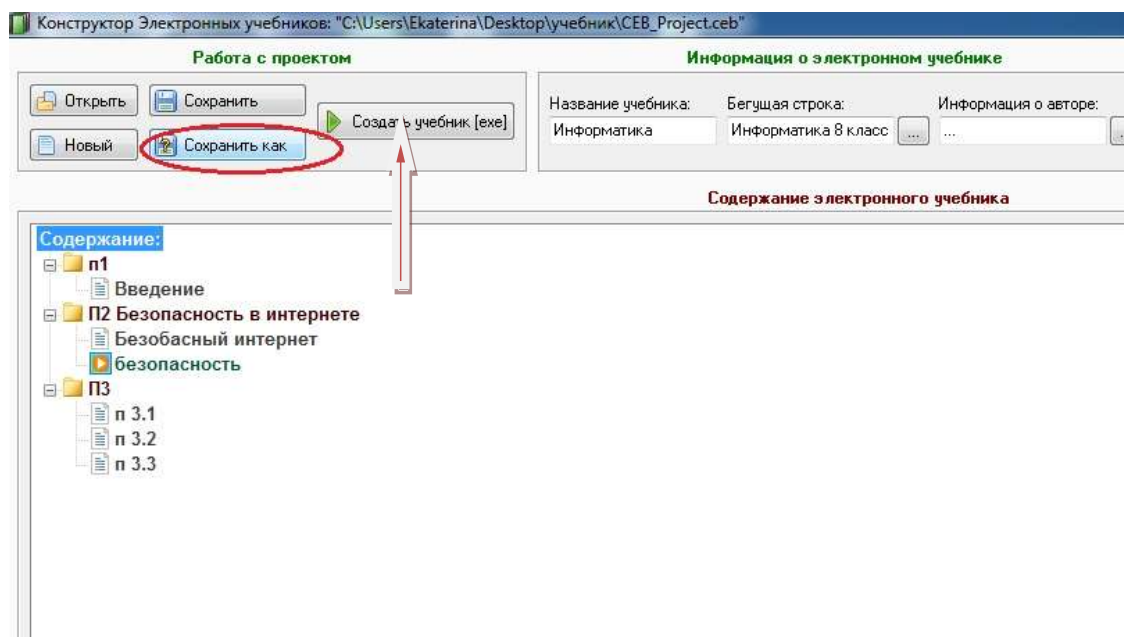 Конструктор Электронных учебников: "C:\Users\Ekaterina\Desktop\учебник\CEB_Project.ceb"
Работа с проектом
Информация о электронном учебнике
Открыть
Сохранить
Создать учебник [exe]
Новый
Сохранить как
Название учебника:
Бегущая строка:
Информация о авторе:
Информатика
Информатика 8 класс
...
...
Содержание электронного учебника
Содержание:
п1
Введение
П2 Безопасность в интернете
Безобасный интернет
безопасность
П3
п 3.1
п 3.2
п 3.3